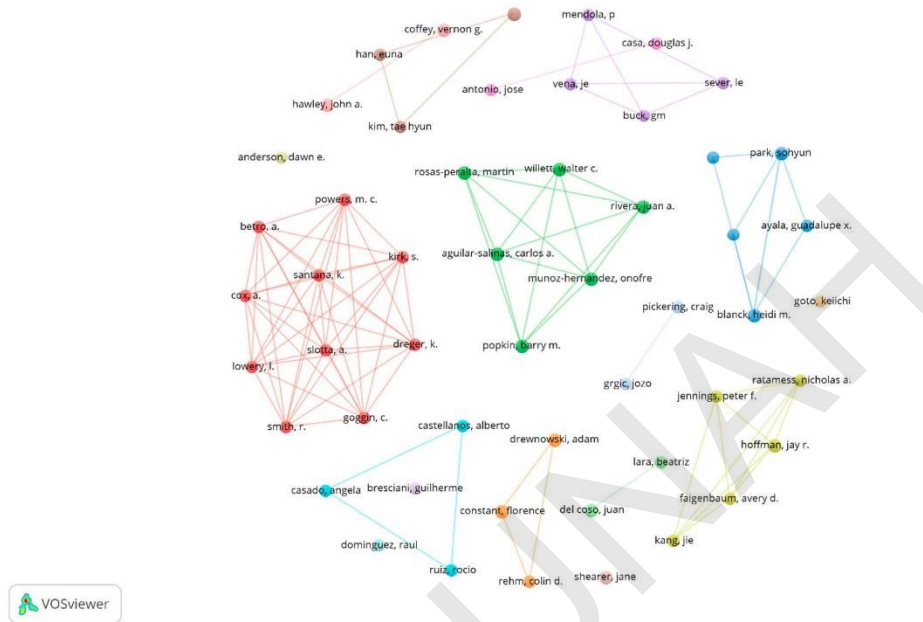 mendola, p
coffey, vernon g.
casa, douglas j.
han, euna
antonio, jose
vena, je
sever, le
hawley, john a.
buck, gm
kim, tae hyun
anderson, dawn e.
rosas-peralta, martin
willett, walter c.
park, sohyun
powers, m. c.
rivera, juan a.
betro, a.
ayala, guadalupe x.
aguilar-salinas, carlos a.
kirk, s.
santana, k.
munoz-hernandez, onofre
cox, a.
pickering, craig
goto, keiichi
blanck, heidi m.
slotta, a.
dreger, k.
popkin, barry m.
lowery, l.
grgic, jozo
ratamess, nicholas a.
jennings, peter f.
goggin, c.
smith, r.
castellanos, alberto
drewnowski, adam
hoffman, jay r.
lara, beatriz
casado, angela
bresciani, guilherme
faigenbaum, avery d.
constant, florence
del coso, juan
kang, jie
dominguez, raul
ruiz, rocio
rehm, colin d.
shearer, jane
VOSviewer
UNAH